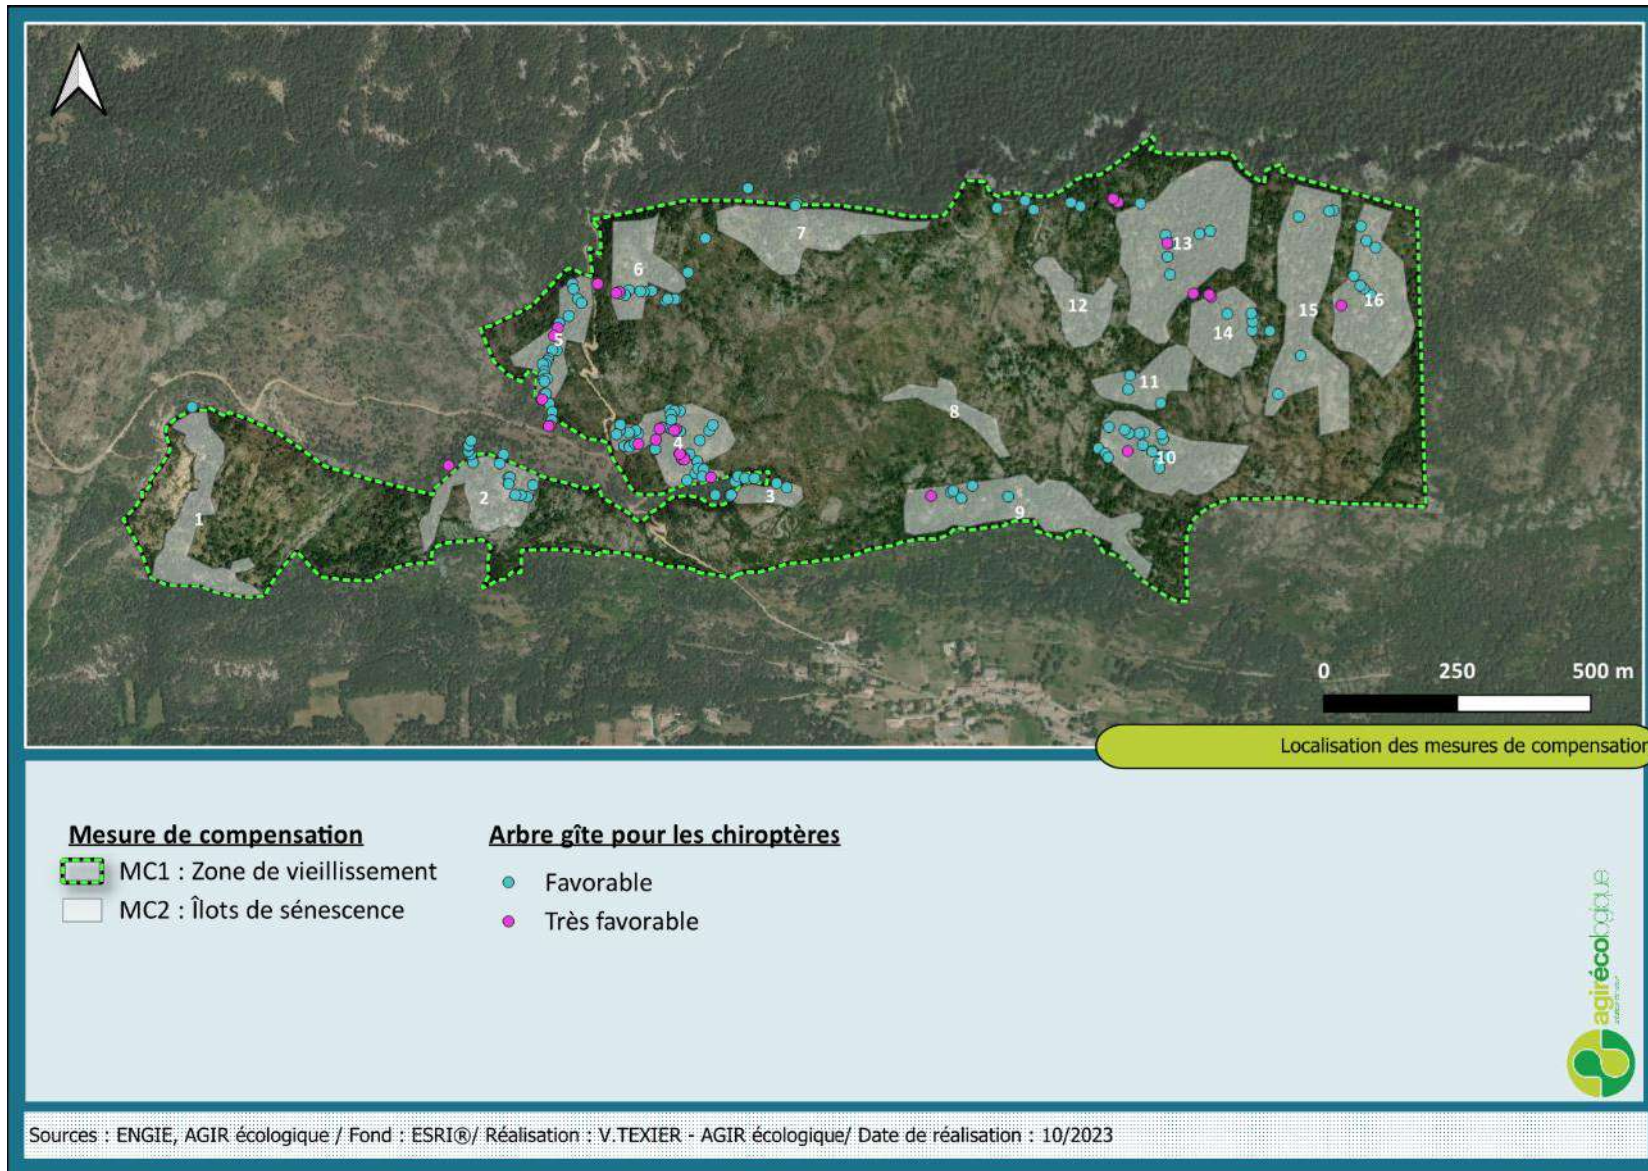 7
6
13
16
12
15
14
5
11
8
4
10
2
3
9
1
0 250 500 m
Localisation des mesures de compensation
Mesure de compensation
MC1 : Zone de vieillissement
MC2 : Îlots de sénescence
Arbre gîte pour les chiroptères
Favorable
Très favorable
agirécologique
Sources : ENGIE, AGIR écologique / Fond : ESRI®/ Réalisation : V.TEXIER - AGIR écologique/ Date de réalisation : 10/2023